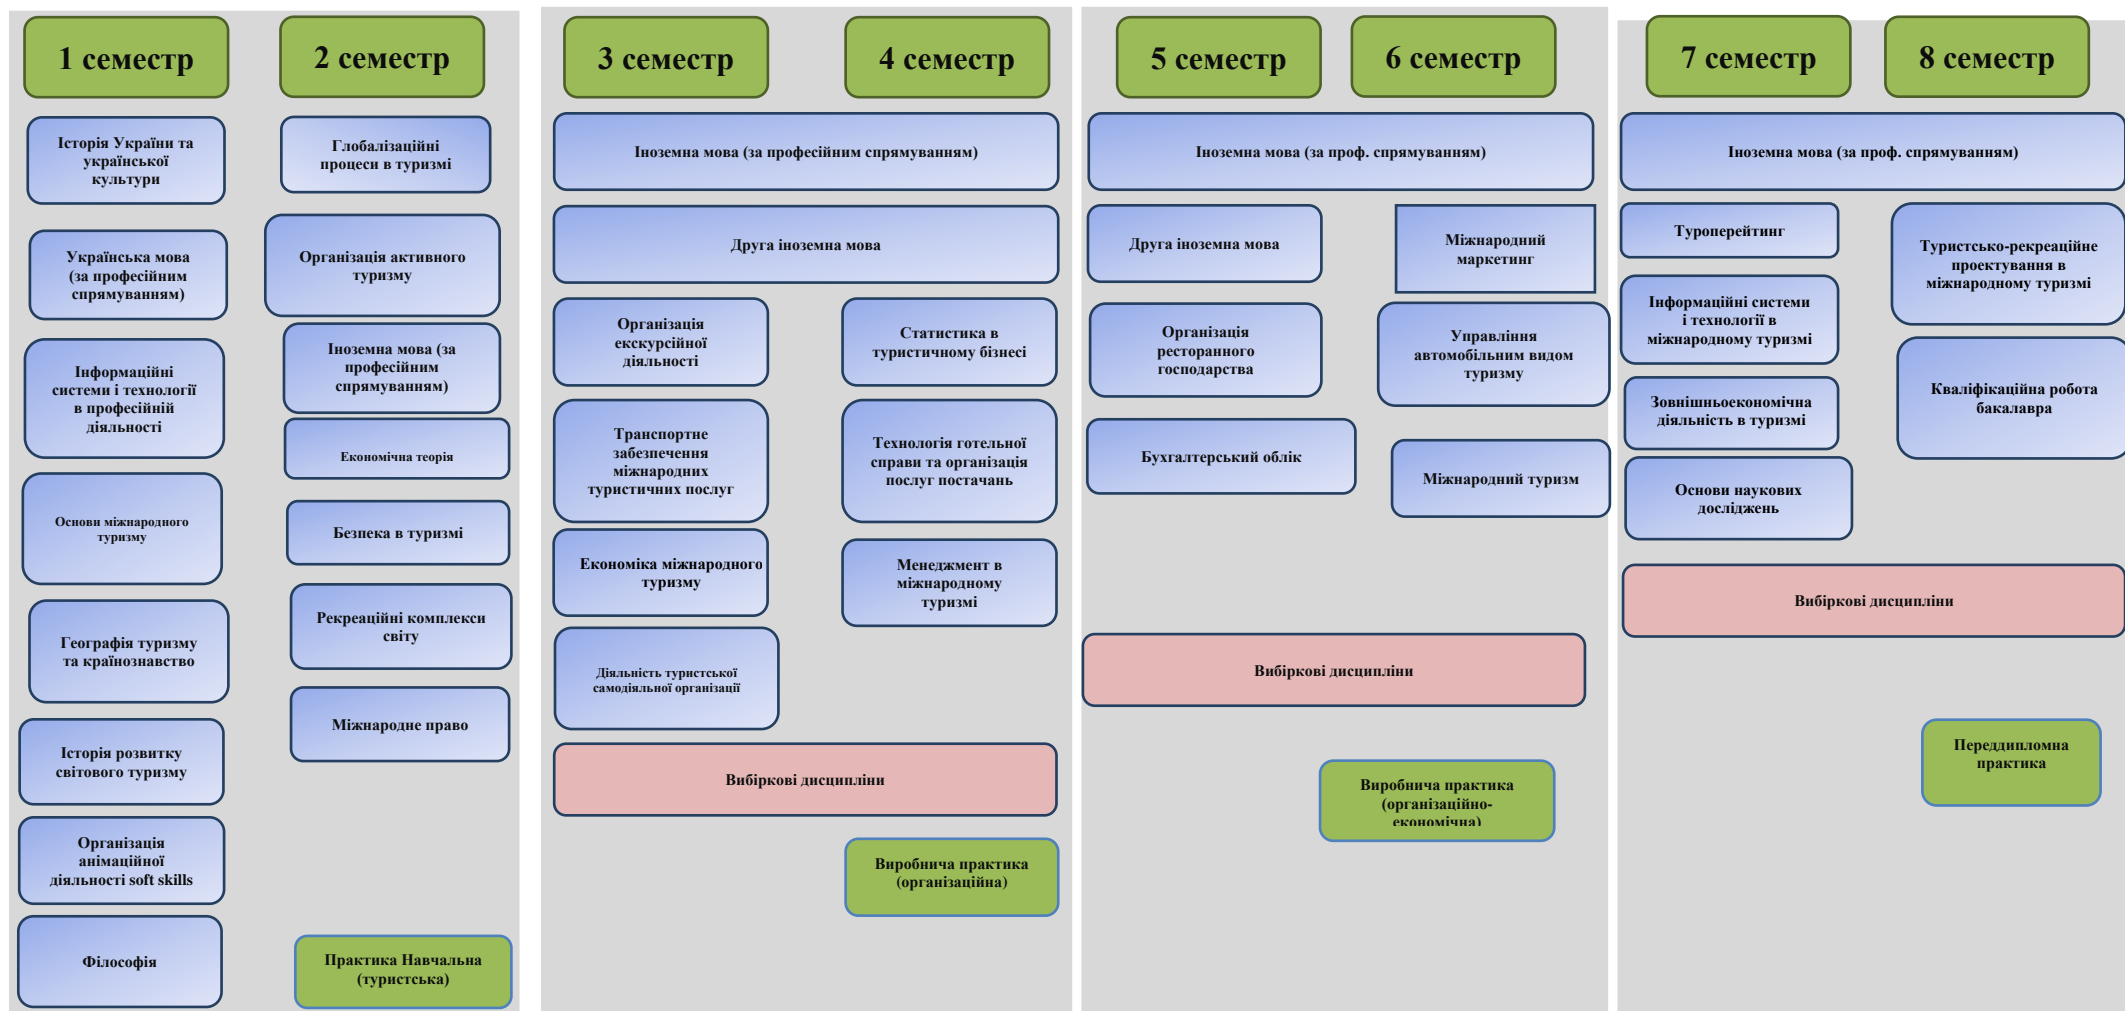 1 семестр
2 семестр
3 семестр
4 семестр
5 семестр
6 семестр
7 семестр
8 семестр
Історія України та
української
культури
Українська мова
(за професійним
спрямуванням)
Інформаційні
системи і технології
в професійній
діяльності
Основи міжнародного
туризму
Географія туризму
та країнознавство
Історія розвитку
світового туризму
Організація
анімаційної
діяльності soft skills
Філософія
Глобалізаційні
процеси в туризмі
Організація активного
туризму
Іноземна мова (за
професійним
спрямуванням)
Економічна теорія
Безпека в туризмі
Рекреаційні комплекси
світу
Міжнародне право
Практика Навчальна
(туристська)
Іноземна мова (за професійним спрямуванням)
Друга іноземна мова
Організація
екскурсійної
діяльності
Транспортне
забезпечення
міжнародних
туристичних послуг
Економіка міжнародного
туризму
Діяльність туристської
самодіяльної організації
Статистика в
туристичному бізнесі
Технологія готельної
справи та організація
послуг постачань
Менеджмент в
міжнародному
туризмі
Вибіркові дисципліни
Виробнича практика
(організаційна)
Іноземна мова (за проф. спрямуванням)
Друга іноземна мова
Організація
ресторанного
господарства
Бухгалтерський облік
Міжнародний
маркетинг
Управління
автомобільним видом
туризму
Міжнародний туризм
Вибіркові дисципліни
Виробнича практика
(організаційно-
економічна)
Іноземна мова (за проф. спрямуванням)
Туроперейтинг
Інформаційні системи
і технології в
міжнародному туризмі
Зовнішньоекономічна
діяльність в туризмі
Основи наукових
досліджень
Туристсько-рекреаційне
проектування в
міжнародному туризмі
Кваліфікаційна робота
бакалавра
Вибіркові дисципліни
Переддипломна
практика